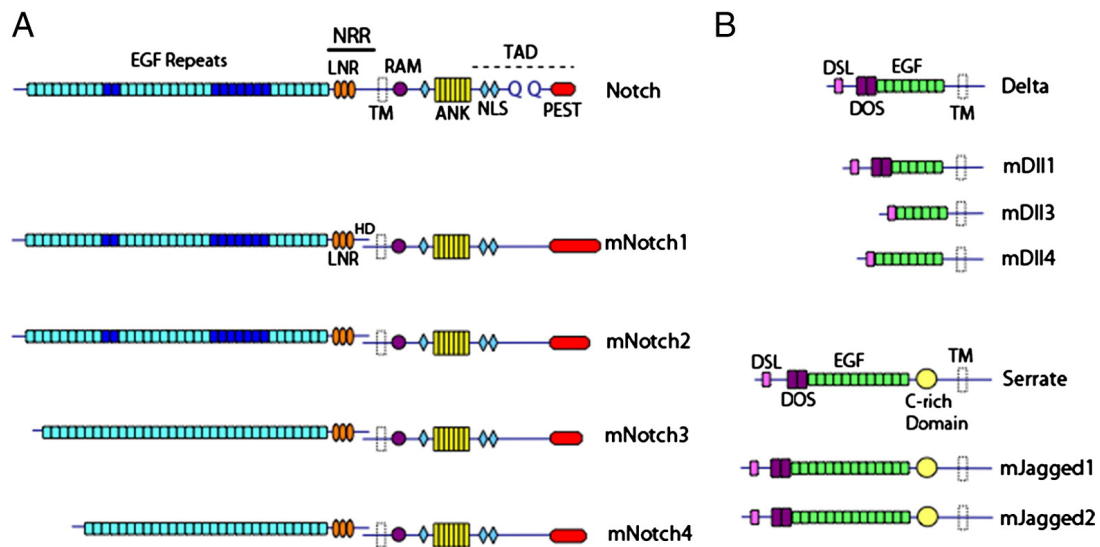 A
EGF Repeats
NRR
LNR
TM
RAM
ANK
NLS
TAD
Q Q
PEST
Notch
HD
LNR
mNotch1
mNotch2
mNotch3
mNotch4
B
DSL
EGF
DOS
TM
Delta
mDll1
mDll3
mDll4
DSL
EGF
TM
DOS
C-rich
Domain
Serrate
mJagged1
mJagged2